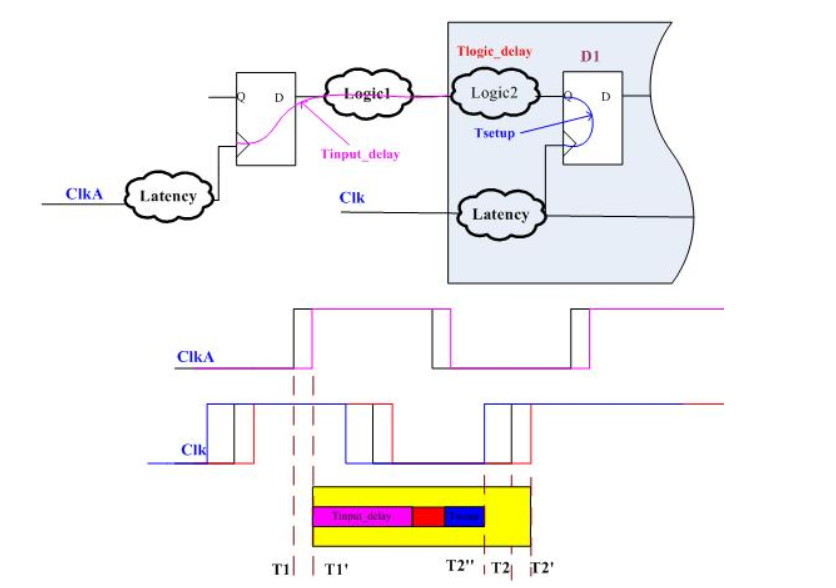 Tlogic_delay
D1
Q
D
Logic1
Logic2
Q
D
Tsetup
Tinput_delay
ClkA
Latency
Clk
Latency
ClkA
Clk
Tinput_delay
T1
T1'
T2''
T2
T2'